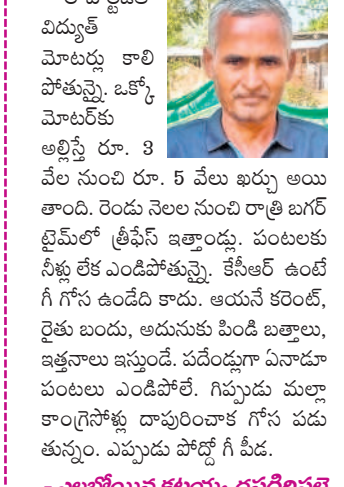 విద్యుత్
మోటర్లు కాలి
పోతున్నై. ఒక్కో
మోటర్‌కు
అల్లిస్తే రూ. 3
వేల నుంచి రూ. 5 వేలు ఖర్చు అయి
తాంది. రెండు నెలల నుంచి రాత్రి బగర్
టైమ్‌లో త్రీఫేస్ ఇత్తాండ్లు. పంటలకు
నీళ్లు లేక ఎండిపోతున్నై. కేసీఆర్ ఉంటే
గీ గోస ఉండేది కాదు. ఆయనే కరెంట్,
రైతు బందు, అదునుకు పిండి బత్తాలు,
ఇత్తనాలు ఇస్తుండే. పదేండ్లుగా ఏనాడూ
పంటలు ఎండిపోలే. గిప్పుడు మల్లా
కాంగ్రెసోళ్లు దాపురించాక గోస పడు
తున్నం. ఎప్పుడు పోద్దో గీ పీడ.